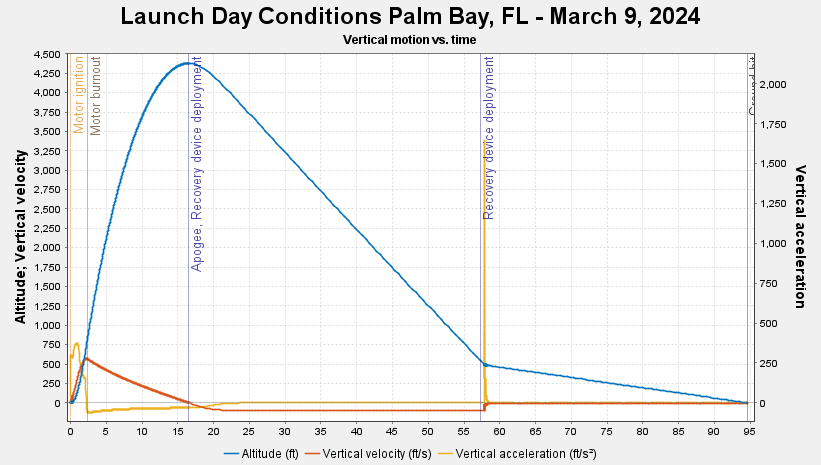 Launch Day Conditions Palm Bay, FL - March 9, 2024
Vertical motion vs. time
Altitude; Vertical velocity
4,500
4,250
4,000
3,750
3,500
3,250
3,000
2,750
2,500
2,250
2,000
1,750
1,500
1,250
1,000
750
500
250
0
Motor ignition
Motor burnout
Apogee, Recovery device deployment
Recovery device deployment
Ground hit
2,000
1,750
1,500
1,250
1,000
750
500
250
0
Vertical acceleration
0 5 10 15 20 25 30 35 40 45 50 55 60 65 70 75 80 85 90 95
Altitude (ft) Vertical velocity (ft/s) Vertical acceleration (ft/s²)